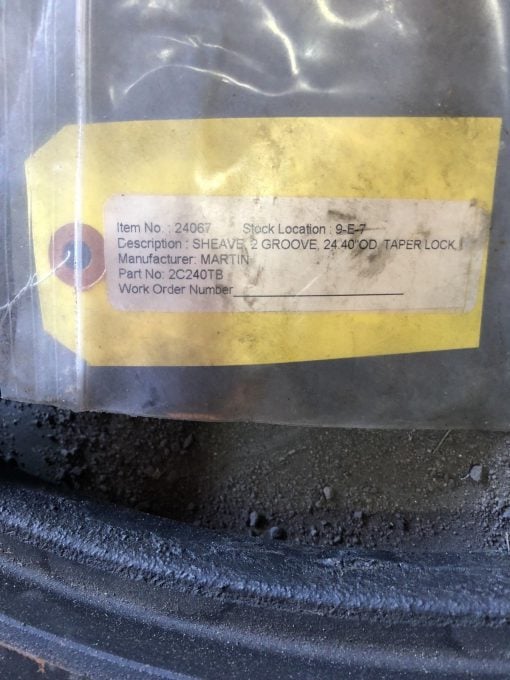 Item No. : 24067 Stock Location : 9-E-7
Description : SHEAVE, 2 GROOVE, 24.40"OD, TAPER LOCK,
Manufacturer: MARTIN
Part No: 2C240TB
Work Order Number